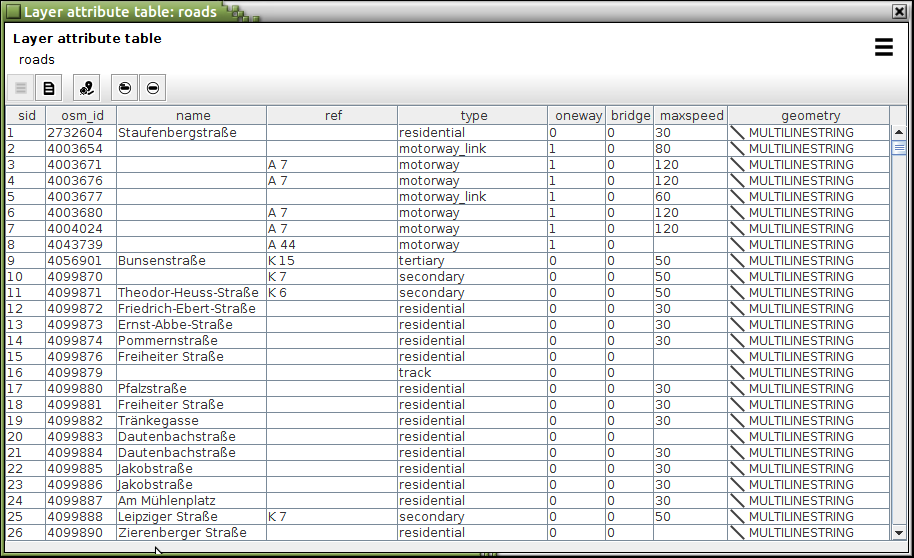 Layer attribute table: roads
Layer attribute table
roads
sid osm_id name ref type oneway bridge maxspeed geometry
1 2732604 Staufenbergstraße residential 0 0 30 MULTILINESTRING
2 4003654 motorway_link 1 0 80 MULTILINESTRING
3 4003671 A 7 motorway 1 0 120 MULTILINESTRING
4 4003676 A 7 motorway 1 0 120 MULTILINESTRING
5 4003677 motorway_link 1 0 60 MULTILINESTRING
6 4003680 A 7 motorway 1 0 120 MULTILINESTRING
7 4004024 A 7 motorway 1 0 120 MULTILINESTRING
8 4043739 A 44 motorway 1 0 MULTILINESTRING
9 4056901 Bunsenstraße K 15 tertiary 0 0 50 MULTILINESTRING
10 4099870 K 7 secondary 0 0 50 MULTILINESTRING
11 4099871 Theodor-Heuss-Straße K 6 secondary 0 0 50 MULTILINESTRING
12 4099872 Friedrich-Ebert-Straße residential 0 0 30 MULTILINESTRING
13 4099873 Ernst-Abbe-Straße residential 0 0 30 MULTILINESTRING
14 4099874 Pommernstraße residential 0 0 30 MULTILINESTRING
15 4099876 Freiheiter Straße residential 0 0 MULTILINESTRING
16 4099879 track 0 0 MULTILINESTRING
17 4099880 Pfalzstraße residential 0 0 30 MULTILINESTRING
18 4099881 Freiheiter Straße residential 0 0 30 MULTILINESTRING
19 4099882 Tränkegasse residential 0 0 30 MULTILINESTRING
20 4099883 Dautenbachstraße residential 0 0 MULTILINESTRING
21 4099884 Dautenbachstraße residential 0 0 30 MULTILINESTRING
22 4099885 Jakobstraße residential 0 0 30 MULTILINESTRING
23 4099886 Jakobstraße residential 0 0 30 MULTILINESTRING
24 4099887 Am Mühlenplatz residential 0 0 30 MULTILINESTRING
25 4099888 Leipziger Straße K 7 secondary 0 0 50 MULTILINESTRING
26 4099890 Zierenberger Straße residential 0 0 MULTILINESTRING